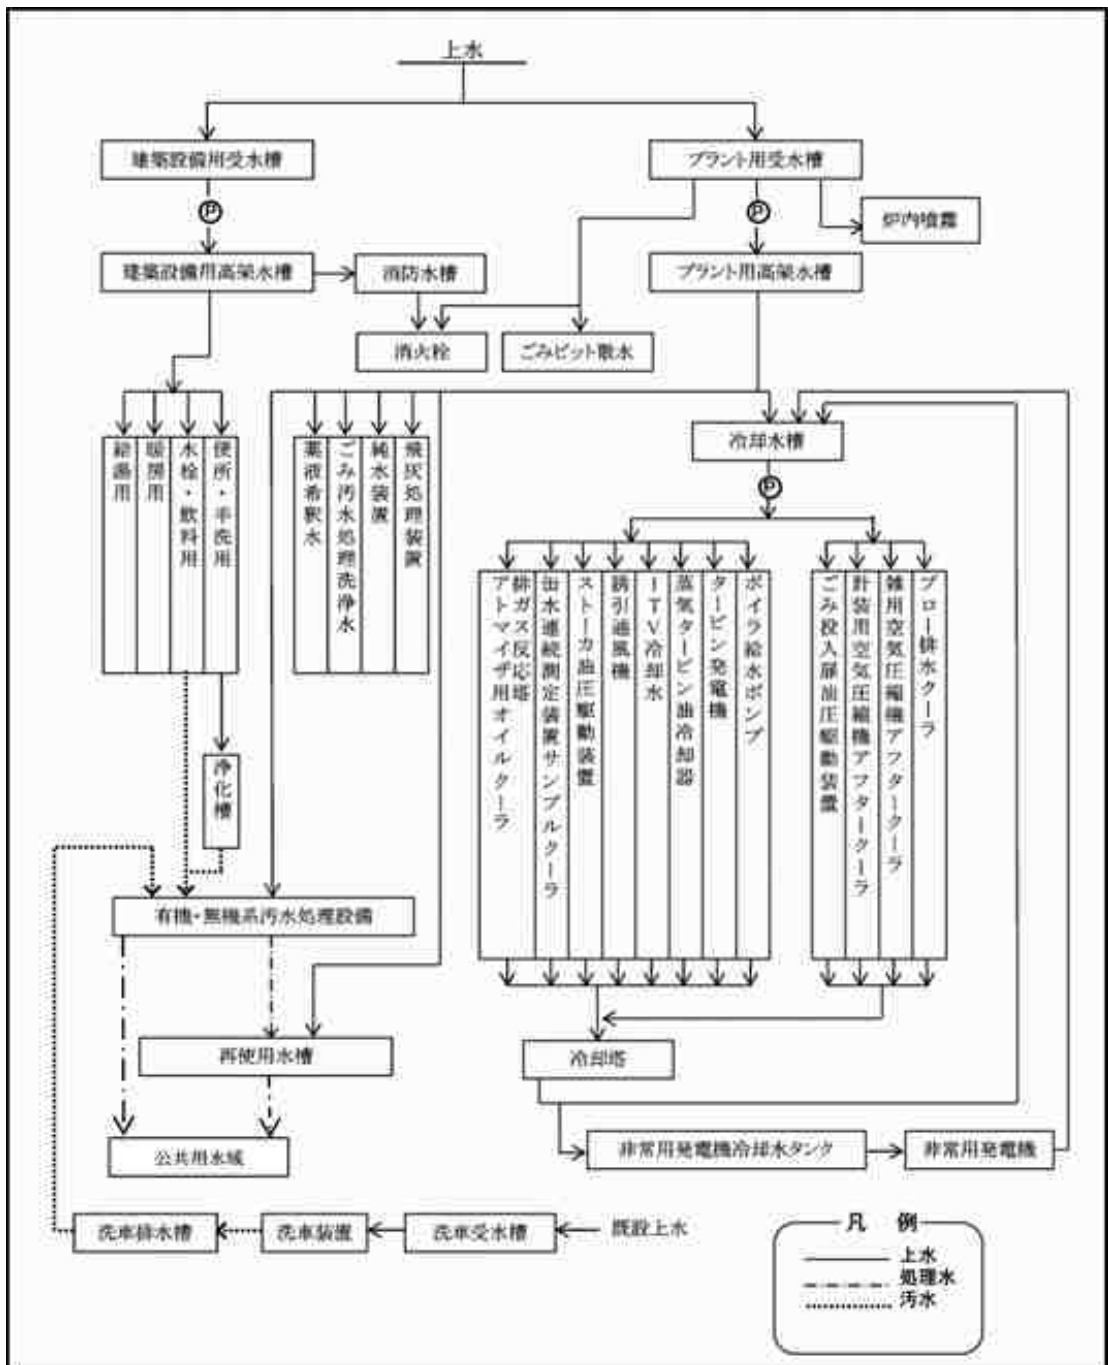 上水
建築設備用受水槽
プラント用受水槽
P
P
炉内噴霧
建築設備用高架水槽
消防水槽
プラント用高架水槽
消火栓
ごみピット散水
給湯用
暖房用
水栓・飲料用
便所・手洗用
薬液希釈水
ごみ汚水処理洗浄水
純水装置
飛灰処理装置
冷却水槽
P
排ガス反応塔
アトマイザ用オイルクーラ
缶水連続測定装置サンプルクーラ
ストーカ油圧駆動装置
誘引通風機
ITV冷却水
蒸気タービン油冷却器
タービン発電機
ボイラ給水ポンプ
ごみ投入扉油圧駆動装置
計装用空気圧縮機アフタークーラ
雑用空気圧縮機アフタークーラ
ブロー排水クーラ
浄化槽
有機・無機系汚水処理設備
再使用水槽
冷却塔
公共用水域
非常用発電機冷却水タンク
非常用発電機
洗車排水槽
洗車装置
洗車受水槽
既設上水
凡 例
上水
処理水
汚水